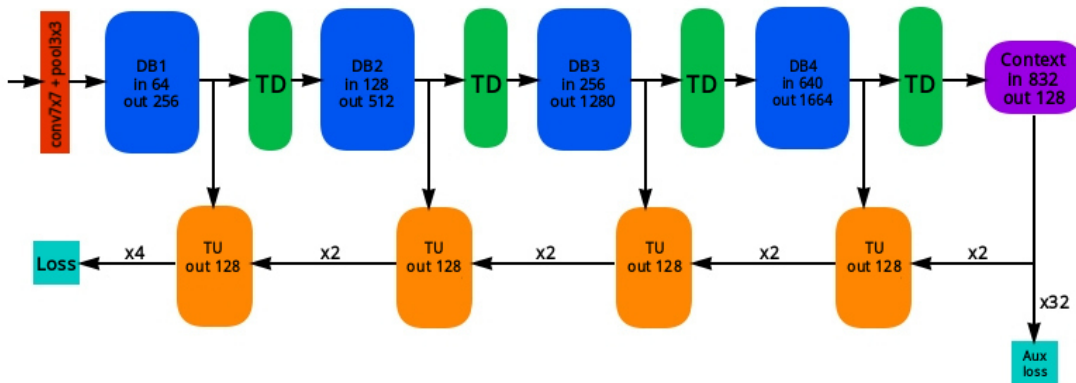 conv7x7 + pool3x3
DB1
in 64
out 256
TD
DB2
in 128
out 512
TD
DB3
in 256
out 1280
TD
DB4
in 640
out 1664
TD
Context
in 832
out 128
Loss
x4
TU
out 128
x2
TU
out 128
x2
TU
out 128
x2
TU
out 128
x2
x32
Aux
loss